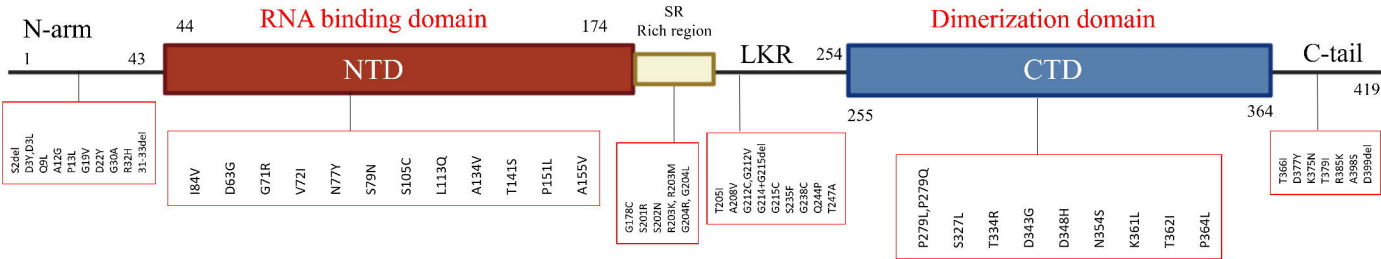 N-arm
RNA binding domain
SR
Rich region
Dimerization domain
1
43
44
174
LKR
254
C-tail
NTD
CTD
255
364
419
S2del
D3Y,D3L
Q9L
A12G
P13L
G19V
D22Y
G30A
R32H
31-33del
I84V
D63G
G71R
V72I
N77Y
S79N
S105C
L113Q
A134V
T141S
P151L
A155V
G178C
S201R
S202N
R203K, R203M
G204R, G204L
T205I
A208V
G212C,G212V
G214+G215del
G215C
S235F
G238C
Q244P
T247A
P279L,P279Q
S327L
T334R
D343G
D348H
N354S
K361L
T362I
P364L
T366I
D377Y
K375N
T379I
R385K
A398S
D399del